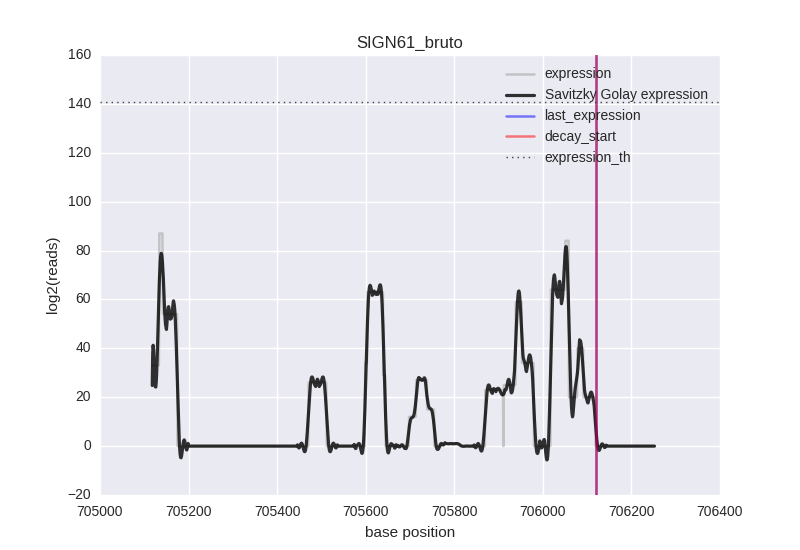 SIGN61_bruto
160
140
120
100
80
60
40
20
0
−20
log2(reads)
expression
Savitzky Golay expression
last_expression
decay_start
expression_th
705000 705200 705400 705600 705800 706000 706200 706400
base position